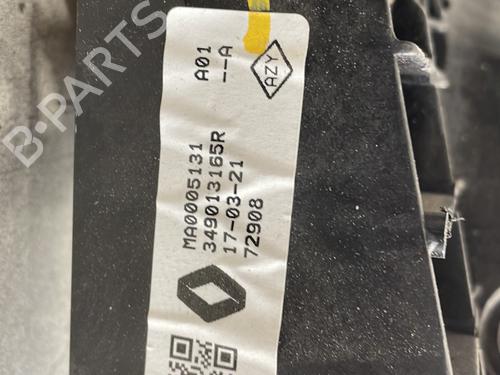 A01
--A
AZY
MA0005131
349013165R
17-03-21
72908
B-PARTS